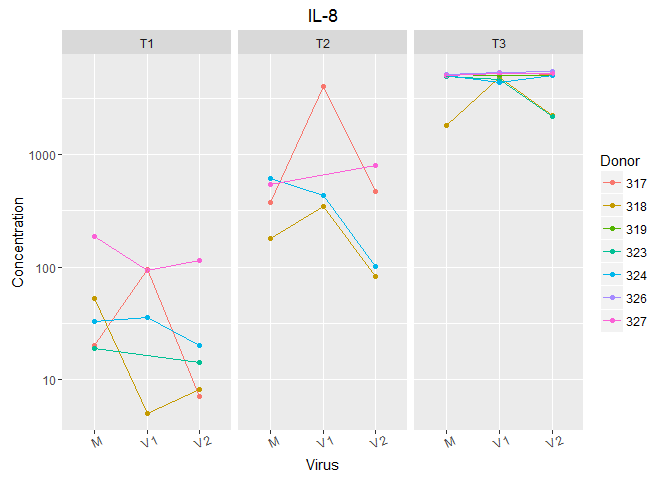 IL-8
T1 T2 T3
1000
100
10
Concentration
M V1 V2 M V1 V2 M V1 V2
Virus
Donor
317
318
319
323
324
326
327